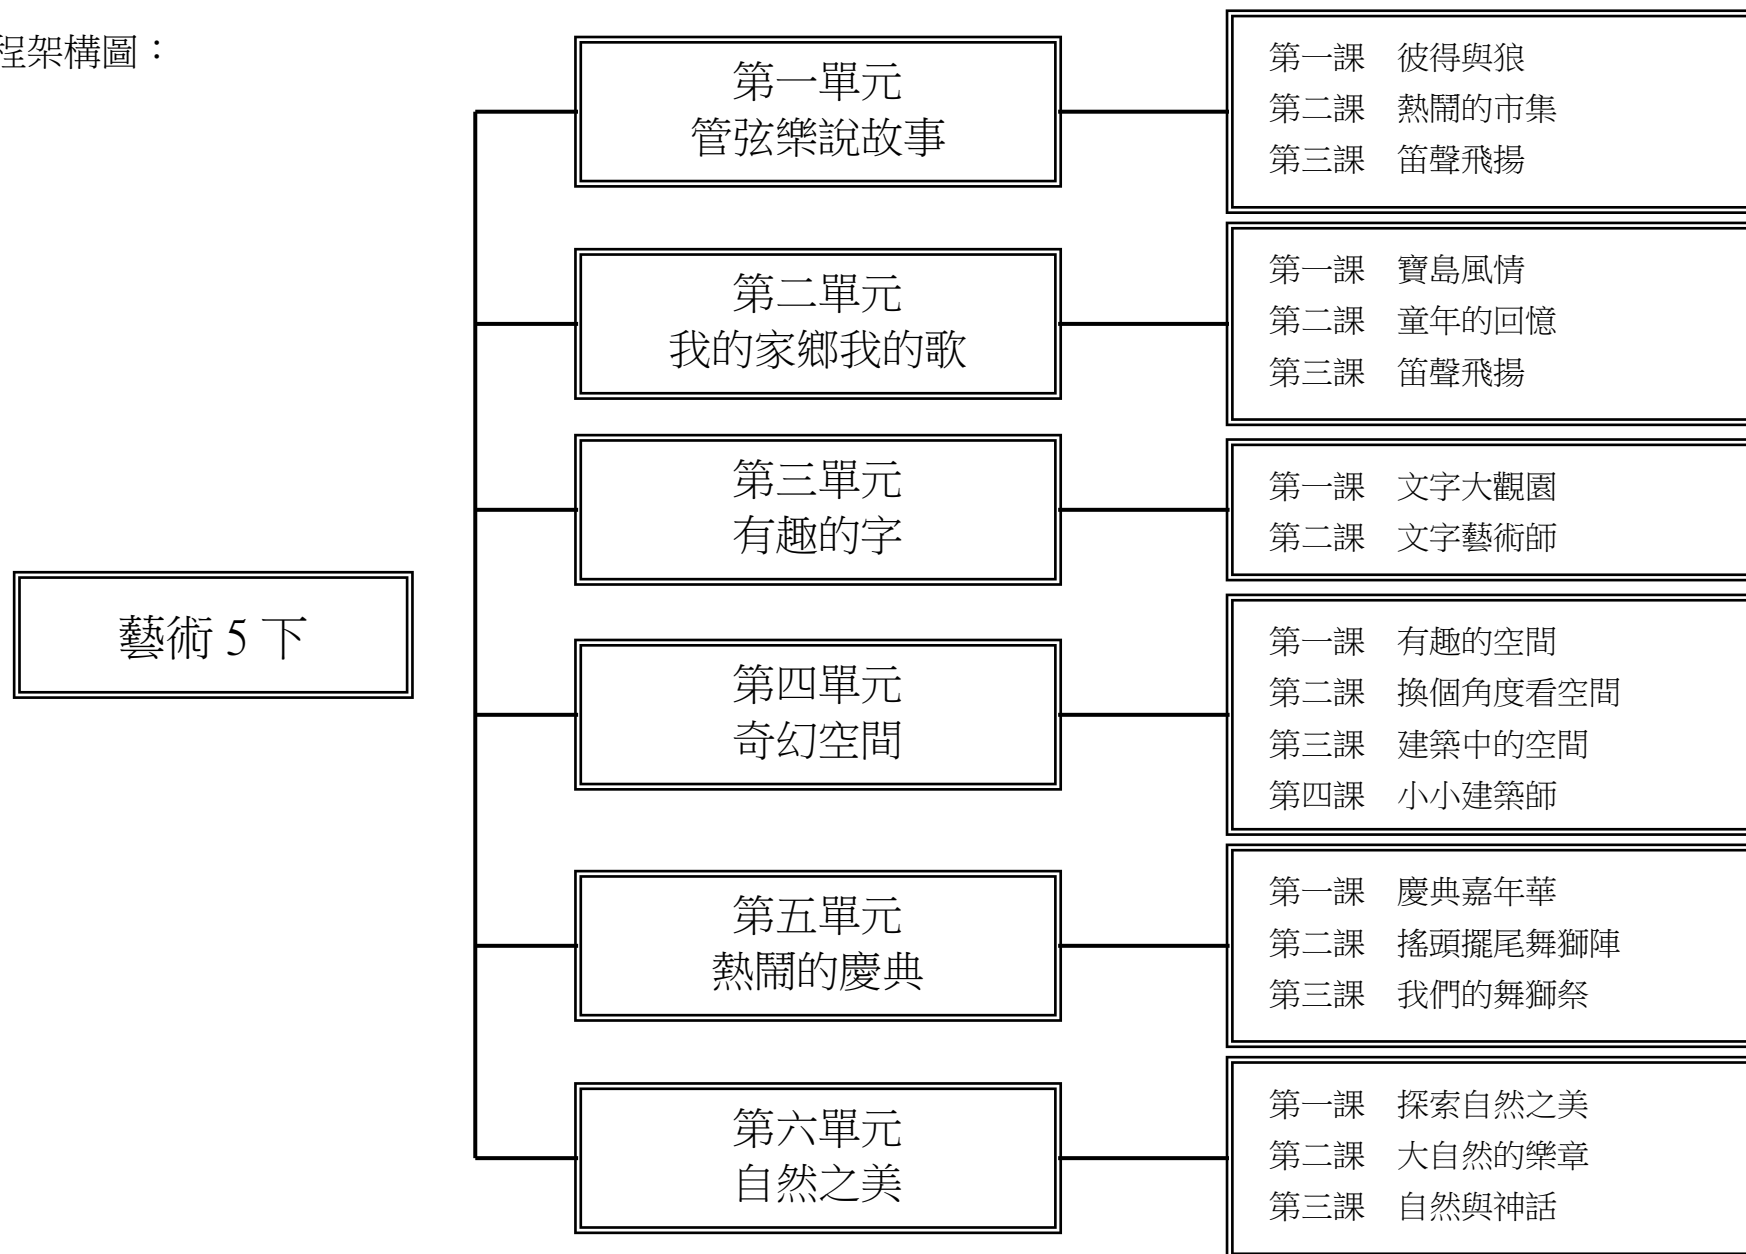 程架構圖：
藝術 5 下
第一單元
管弦樂說故事
第一課　彼得與狼
第二課　熱鬧的市集
第三課　笛聲飛揚
第二單元
我的家鄉我的歌
第一課　寶島風情
第二課　童年的回憶
第三課　笛聲飛揚
第三單元
有趣的字
第一課　文字大觀園
第二課　文字藝術師
第四單元
奇幻空間
第一課　有趣的空間
第二課　換個角度看空間
第三課　建築中的空間
第四課　小小建築師
第五單元
熱鬧的慶典
第一課　慶典嘉年華
第二課　搖頭擺尾舞獅陣
第三課　我們的舞獅祭
第六單元
自然之美
第一課　探索自然之美
第二課　大自然的樂章
第三課　自然與神話